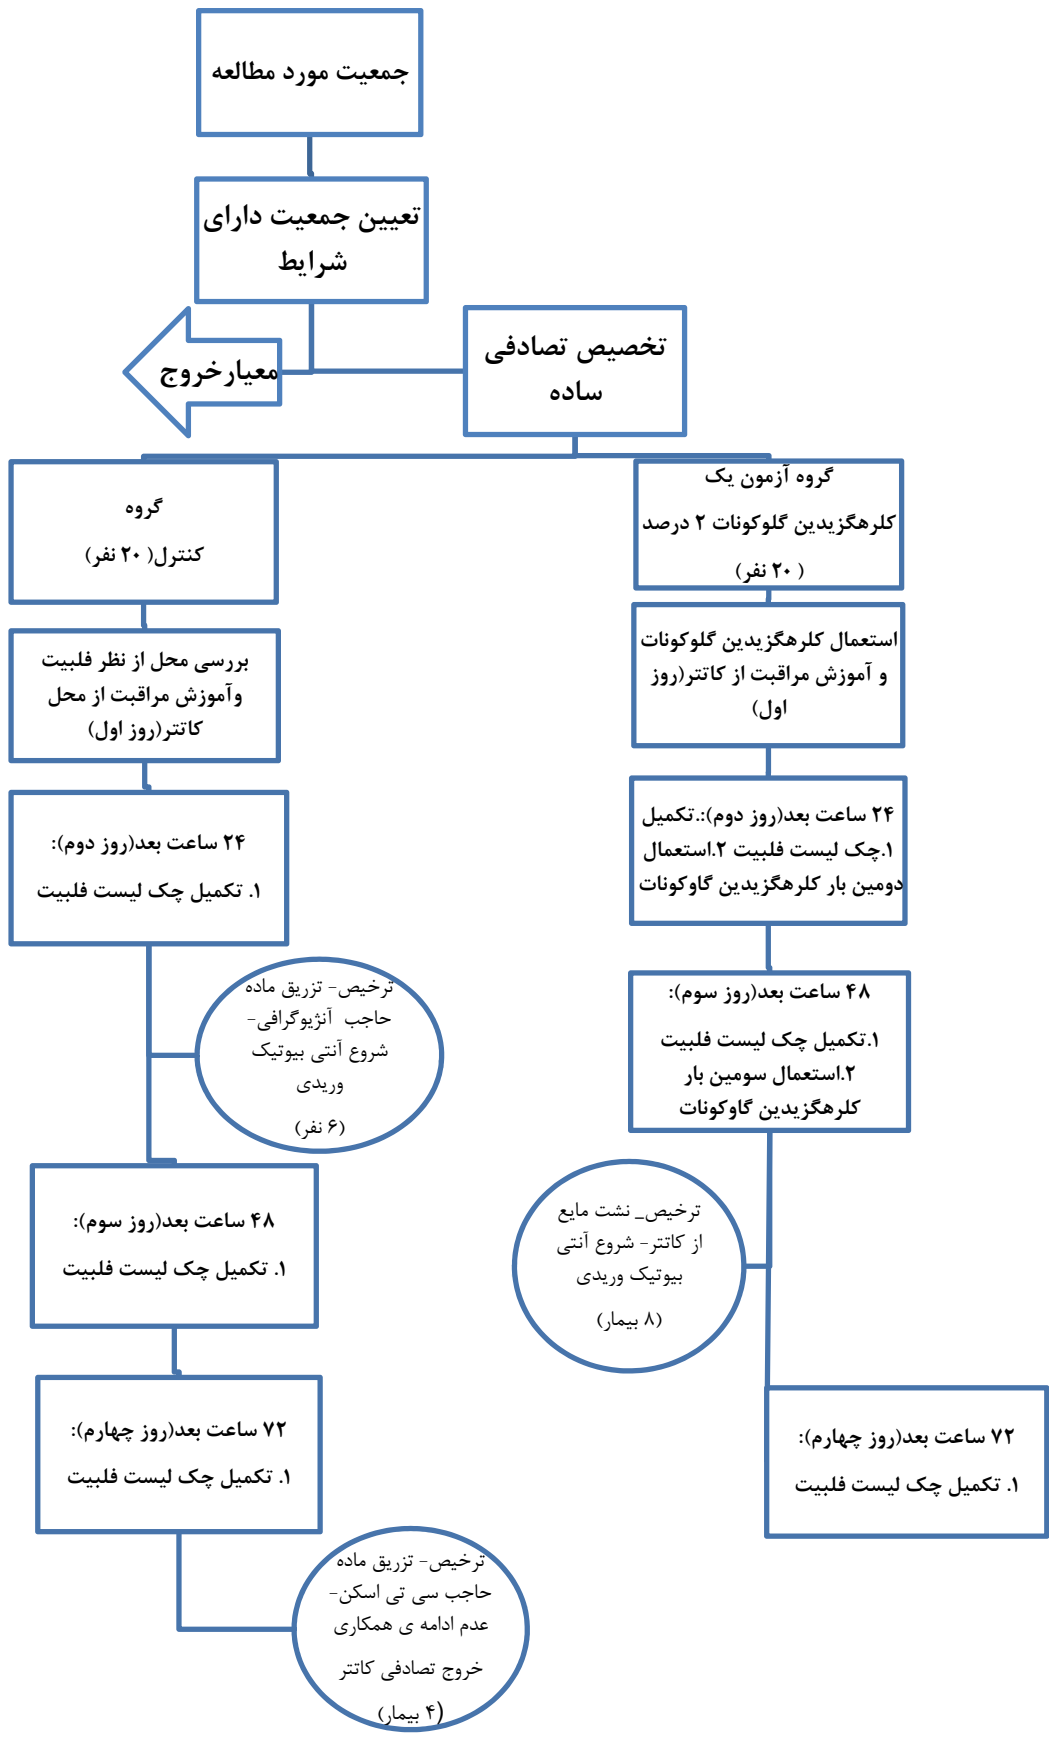 جمعیت مورد مطالعه
تعیین جمعیت دارای
شرایط
تخصیص تصادفی
ساده
معیارخروج
گروه آزمون یک
کلرهگزیدین گلوکونات ۲ درصد
( ۲۰ نفر)
استعمال کلرهگزیدین گلوکونات
و آموزش مراقبت از کاتتر(روز
اول)
۲۴ ساعت بعد(روز دوم):.تکمیل
۱.چک لیست فلبیت ۲.استعمال
دومین بار کلرهگزیدین گاوکونات
۴۸ ساعت بعد(روز سوم):
۱.تکمیل چک لیست فلبیت
۲.استعمال سومین بار
کلرهگزیدین گاوکونات
ترخیص_ نشت مایع
از کاتتر- شروع آنتی
بیوتیک وریدی
(۸ بیمار)
۷۲ ساعت بعد(روز چهارم):
۱. تکمیل چک لیست فلبیت
گروه
کنترل( ۲۰ نفر)
بررسی محل از نظر فلبیت
وآموزش مراقبت از محل
کاتتر(روز اول)
۲۴ ساعت بعد(روز دوم):
۱. تکمیل چک لیست فلبیت
ترخیص- تزریق ماده
حاجب آنژیوگرافی-
شروع آنتی بیوتیک
وریدی
(۶ نفر)
۴۸ ساعت بعد(روز سوم):
۱. تکمیل چک لیست فلبیت
۷۲ ساعت بعد(روز چهارم):
۱. تکمیل چک لیست فلبیت
ترخیص- تزریق ماده
حاجب سی تی اسکن-
عدم ادامه ی همکاری
خروج تصادفی کاتتر
(۴ بیمار)